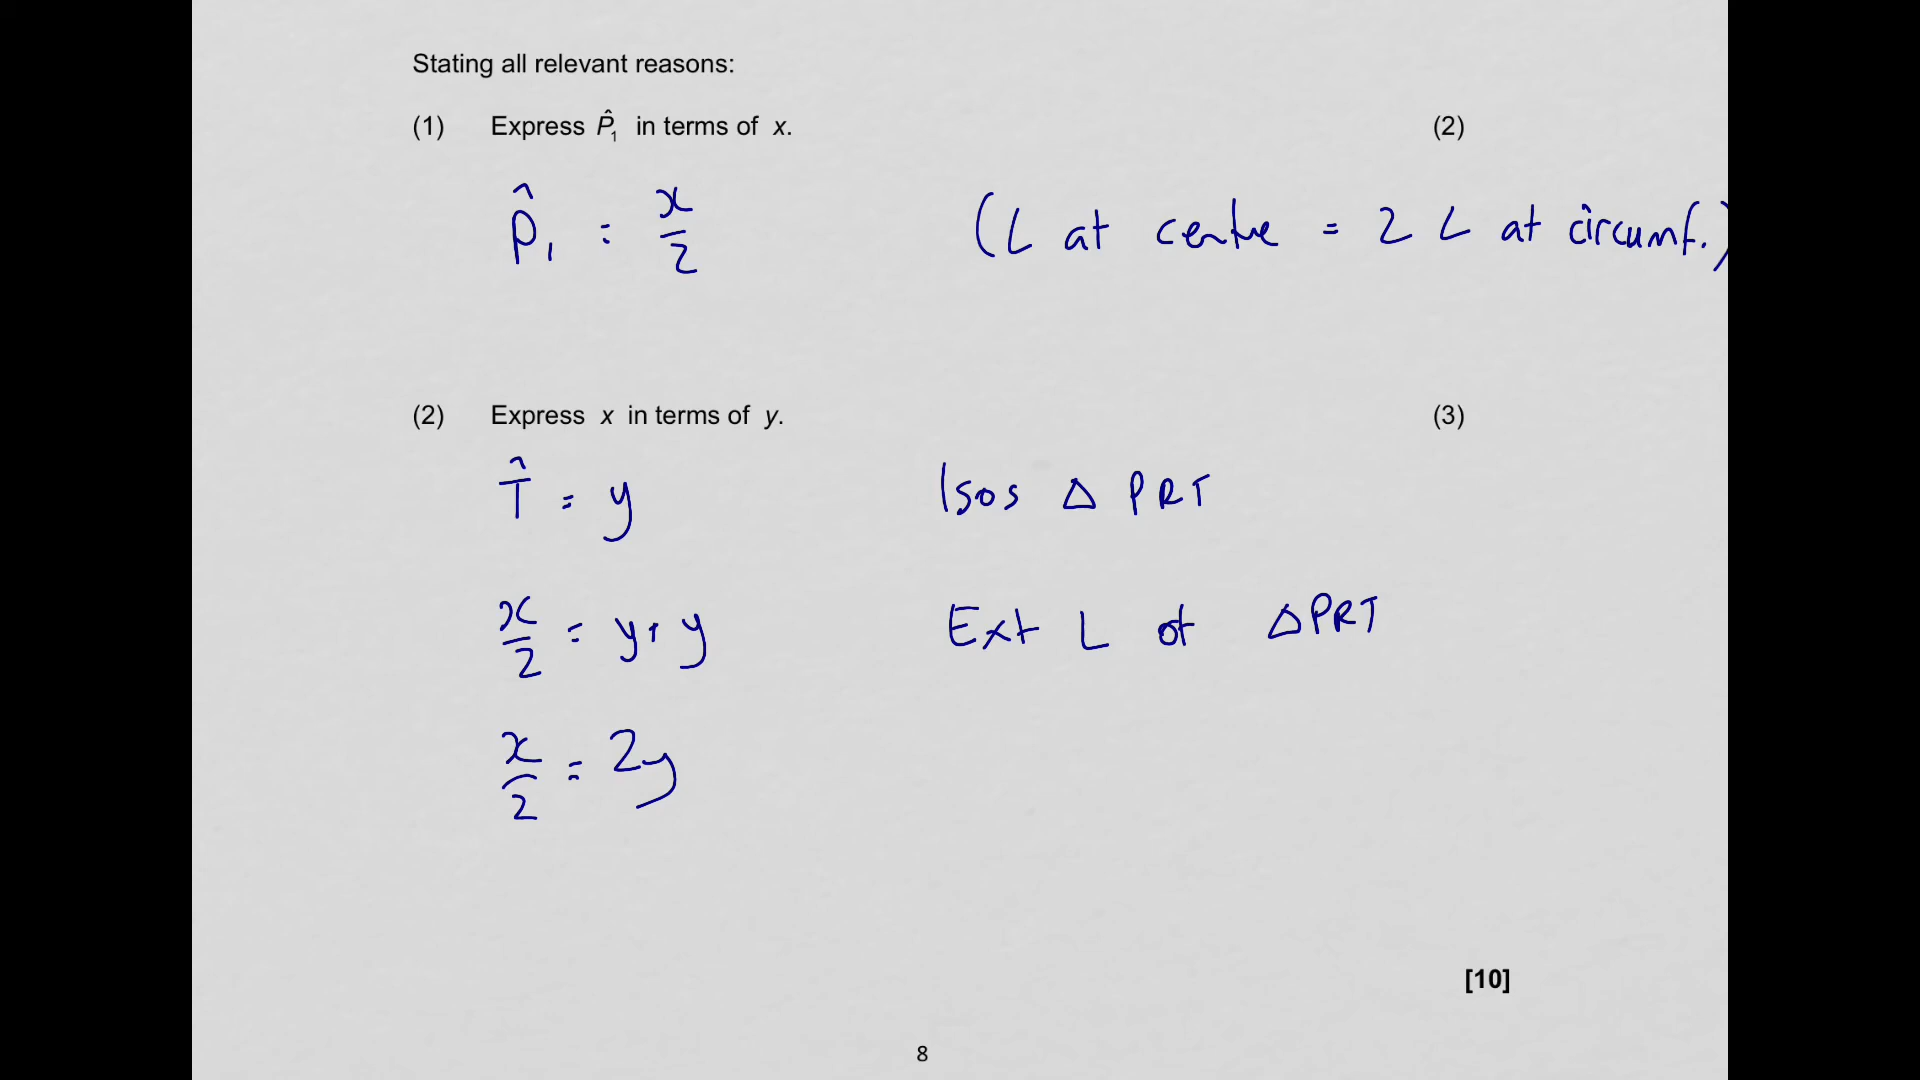 Stating all relevant reasons:
(1) Express P̂₁ in terms of x. (2)
P̂₁ = x/2 (∠ at centre = 2 ∠ at circumf.)
(2) Express x in terms of y. (3)
T̂ = y Isos △ PRT
x/2 = y + y Ext ∠ of △PRT
x/2 = 2y
[10]
8